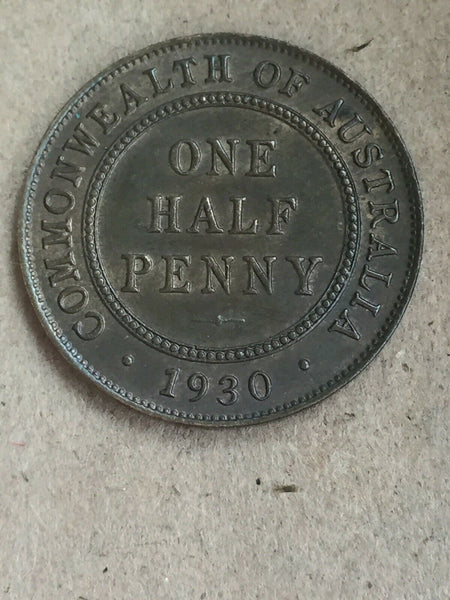 COMMONWEALTH OF AUSTRALIA
ONE
HALF
PENNY
· 1930 ·